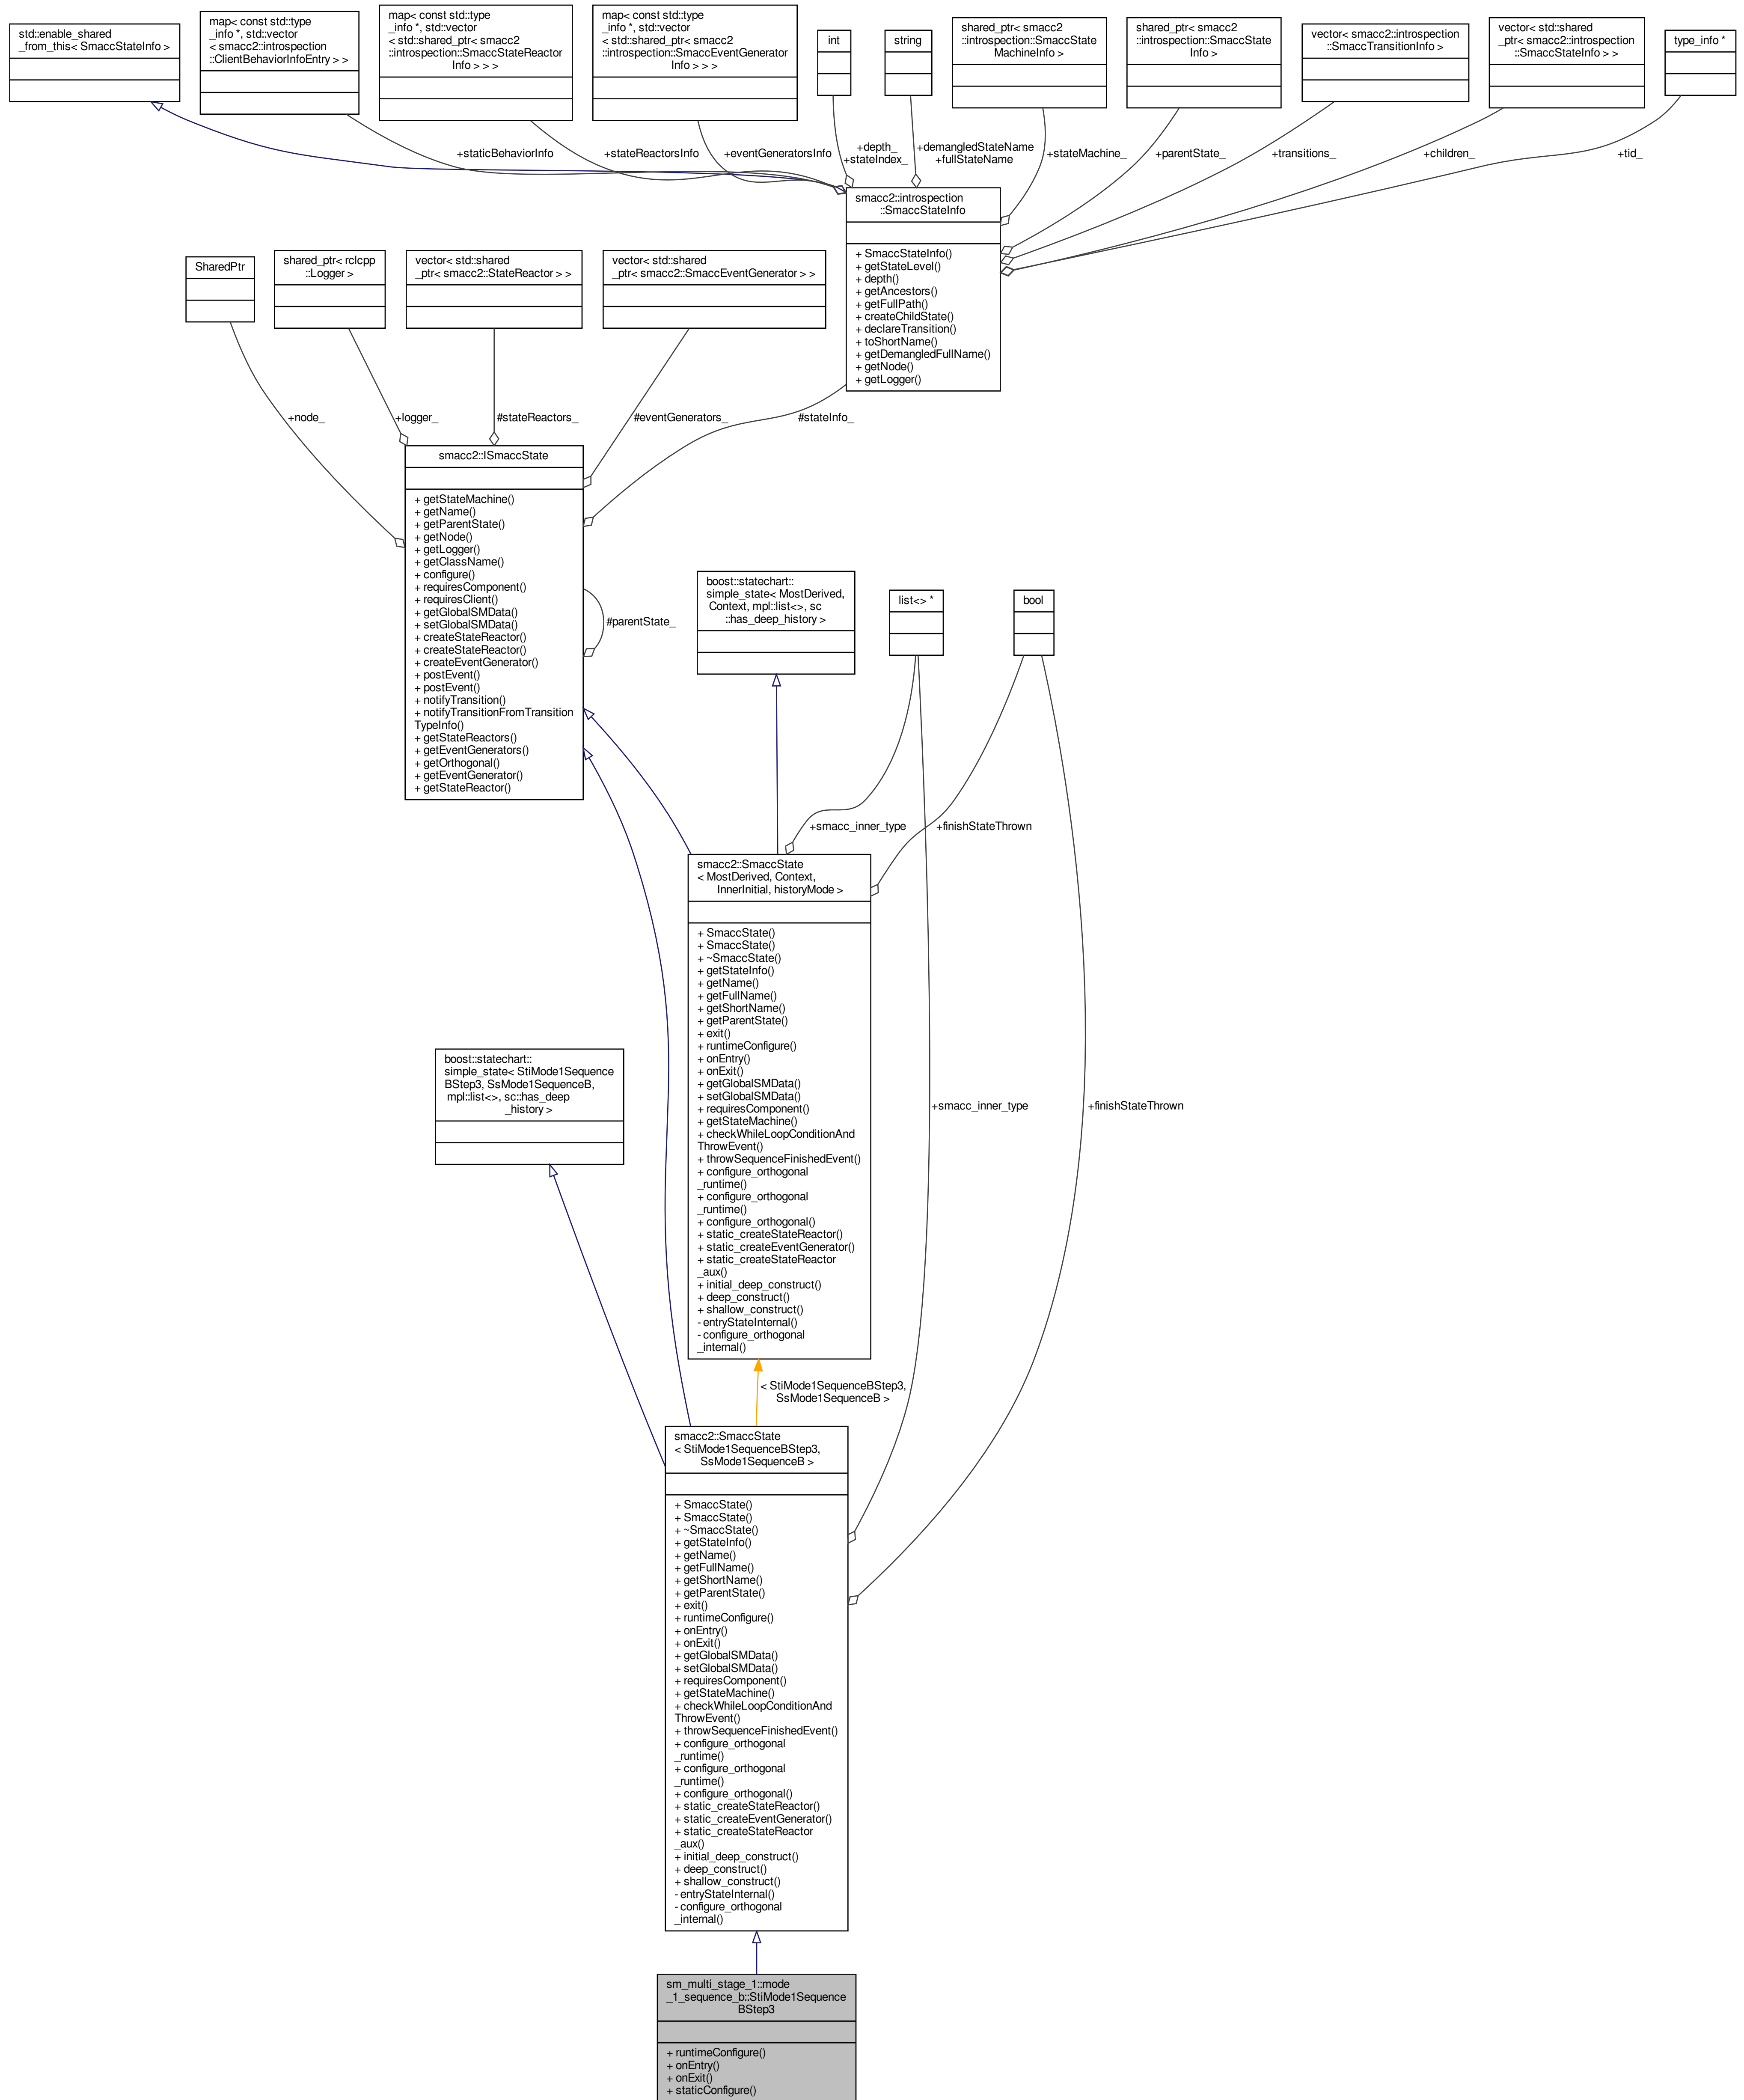 std::enable_shared
_from_this< SmaccStateInfo >
map< const std::type
_info *, std::vector
< smacc2::introspection
::ClientBehaviorInfoEntry > >
map< const std::type
_info *, std::vector
< std::shared_ptr< smacc2
::introspection::SmaccStateReactor
Info > > >
map< const std::type
_info *, std::vector
< std::shared_ptr< smacc2
::introspection::SmaccEventGenerator
Info > > >
int
string
shared_ptr< smacc2
::introspection::SmaccState
MachineInfo >
shared_ptr< smacc2
::introspection::SmaccState
Info >
vector< smacc2::introspection
::SmaccTransitionInfo >
vector< std::shared
_ptr< smacc2::introspection
::SmaccStateInfo > >
type_info *
+staticBehaviorInfo
+stateReactorsInfo
+eventGeneratorsInfo
+depth_
+stateIndex_
+demangledStateName
+fullStateName
+stateMachine_
+parentState_
+transitions_
+children_
+tid_
smacc2::introspection
::SmaccStateInfo
+ SmaccStateInfo()
+ getStateLevel()
+ depth()
+ getAncestors()
+ getFullPath()
+ createChildState()
+ declareTransition()
+ toShortName()
+ getDemangledFullName()
+ getNode()
+ getLogger()
SharedPtr
shared_ptr< rclcpp
::Logger >
vector< std::shared
_ptr< smacc2::StateReactor > >
vector< std::shared
_ptr< smacc2::SmaccEventGenerator > >
+node_
+logger_
#stateReactors_
#eventGenerators_
#stateInfo_
smacc2::ISmaccState
+ getStateMachine()
+ getName()
+ getParentState()
+ getNode()
+ getLogger()
+ getClassName()
+ configure()
+ requiresComponent()
+ requiresClient()
+ getGlobalSMData()
+ setGlobalSMData()
+ createStateReactor()
+ createStateReactor()
+ createEventGenerator()
+ postEvent()
+ postEvent()
+ notifyTransition()
+ notifyTransitionFromTransition
TypeInfo()
+ getStateReactors()
+ getEventGenerators()
+ getOrthogonal()
+ getEventGenerator()
+ getStateReactor()
#parentState_
boost::statechart::
simple_state< MostDerived,
Context, mpl::list<>, sc
::has_deep_history >
list<> *
bool
+smacc_inner_type
+finishStateThrown
smacc2::SmaccState
< MostDerived, Context,
InnerInitial, historyMode >
+ SmaccState()
+ SmaccState()
+ ~SmaccState()
+ getStateInfo()
+ getName()
+ getFullName()
+ getShortName()
+ getParentState()
+ exit()
+ runtimeConfigure()
+ onEntry()
+ onExit()
+ getGlobalSMData()
+ setGlobalSMData()
+ requiresComponent()
+ getStateMachine()
+ checkWhileLoopConditionAnd
ThrowEvent()
+ throwSequenceFinishedEvent()
+ configure_orthogonal
_runtime()
+ configure_orthogonal
_runtime()
+ configure_orthogonal()
+ static_createStateReactor()
+ static_createEventGenerator()
+ static_createStateReactor
_aux()
+ initial_deep_construct()
+ deep_construct()
+ shallow_construct()
- entryStateInternal()
- configure_orthogonal
_internal()
boost::statechart::
simple_state< StiMode1Sequence
BStep3, SsMode1SequenceB,
mpl::list<>, sc::has_deep
_history >
+smacc_inner_type
+finishStateThrown
< StiMode1SequenceBStep3,
SsMode1SequenceB >
smacc2::SmaccState
< StiMode1SequenceBStep3,
SsMode1SequenceB >
+ SmaccState()
+ SmaccState()
+ ~SmaccState()
+ getStateInfo()
+ getName()
+ getFullName()
+ getShortName()
+ getParentState()
+ exit()
+ runtimeConfigure()
+ onEntry()
+ onExit()
+ getGlobalSMData()
+ setGlobalSMData()
+ requiresComponent()
+ getStateMachine()
+ checkWhileLoopConditionAnd
ThrowEvent()
+ throwSequenceFinishedEvent()
+ configure_orthogonal
_runtime()
+ configure_orthogonal
_runtime()
+ configure_orthogonal()
+ static_createStateReactor()
+ static_createEventGenerator()
+ static_createStateReactor
_aux()
+ initial_deep_construct()
+ deep_construct()
+ shallow_construct()
- entryStateInternal()
- configure_orthogonal
_internal()
sm_multi_stage_1::mode
_1_sequence_b::StiMode1Sequence
BStep3
+ runtimeConfigure()
+ onEntry()
+ onExit()
+ staticConfigure()